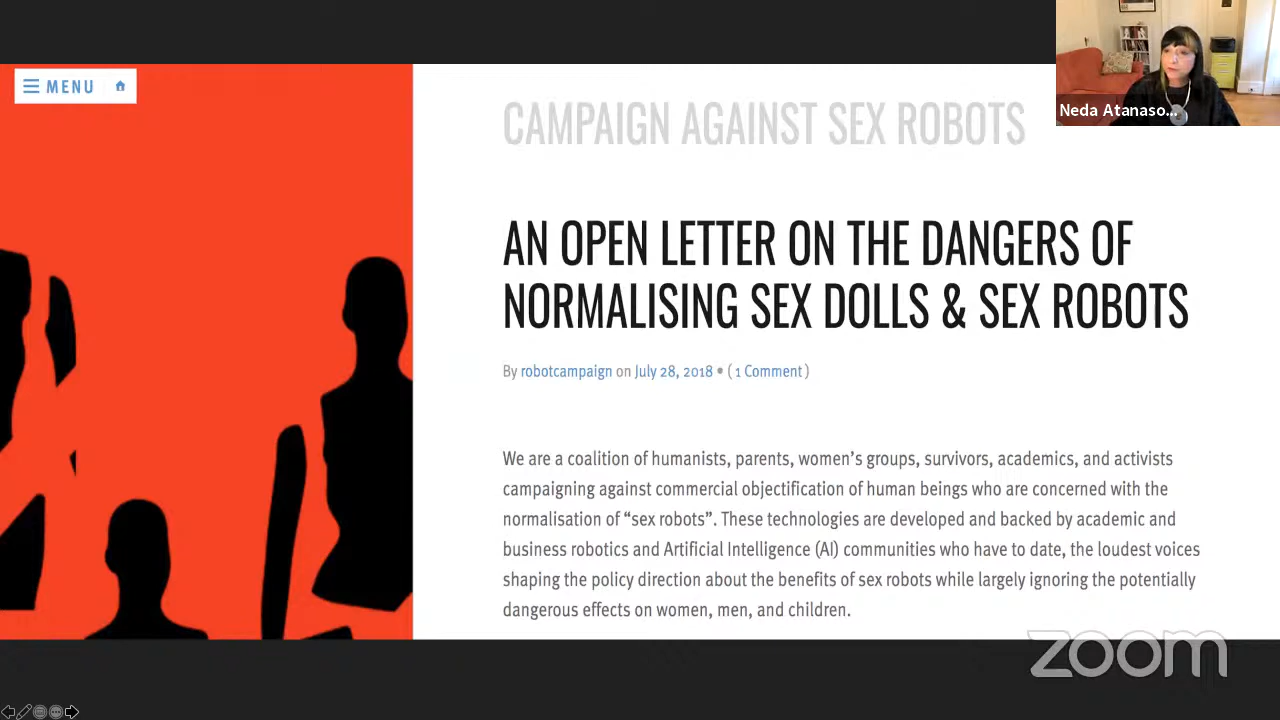 MENU
CAMPAIGN AGAINST SEX ROBOTS
Neda Atanaso...
AN OPEN LETTER ON THE DANGERS OF
NORMALISING SEX DOLLS & SEX ROBOTS
By robotcampaign on July 28, 2018 • ( 1 Comment )
We are a coalition of humanists, parents, women’s groups, survivors, academics, and activists
campaigning against commercial objectification of human beings who are concerned with the
normalisation of “sex robots”. These technologies are developed and backed by academic and
business robotics and Artificial Intelligence (AI) communities who have to date, the loudest voices
shaping the policy direction about the benefits of sex robots while largely ignoring the potentially
dangerous effects on women, men, and children.
zoom